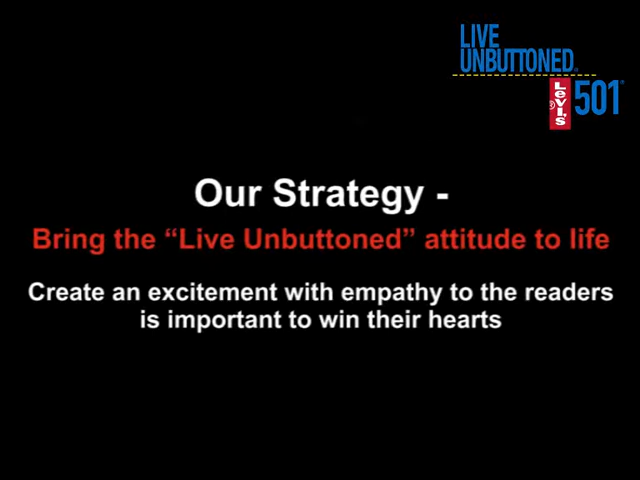 LIVE
UNBUTTONED
Levi's 501®
Our Strategy -
Bring the “Live Unbuttoned” attitude to life
Create an excitement with empathy to the readers
is important to win their hearts